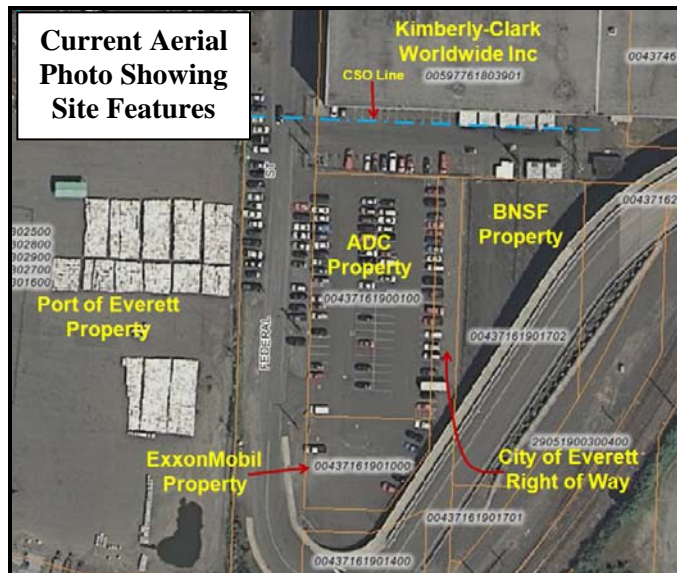 Current Aerial
Photo Showing
Site Features
Kimberly-Clark
Worldwide Inc
00597761803901
0043746
CSO Line
ST
FEDERAL
302500
302800
302900
302700
301600
Port of Everett
Property
ADC
Property
00437161900100
BNSF
Property
00437162
00437161901702
29051900300400
ExxonMobil
Property
00437161901000
City of Everett
Right of Way
00437161901701
00437161901400